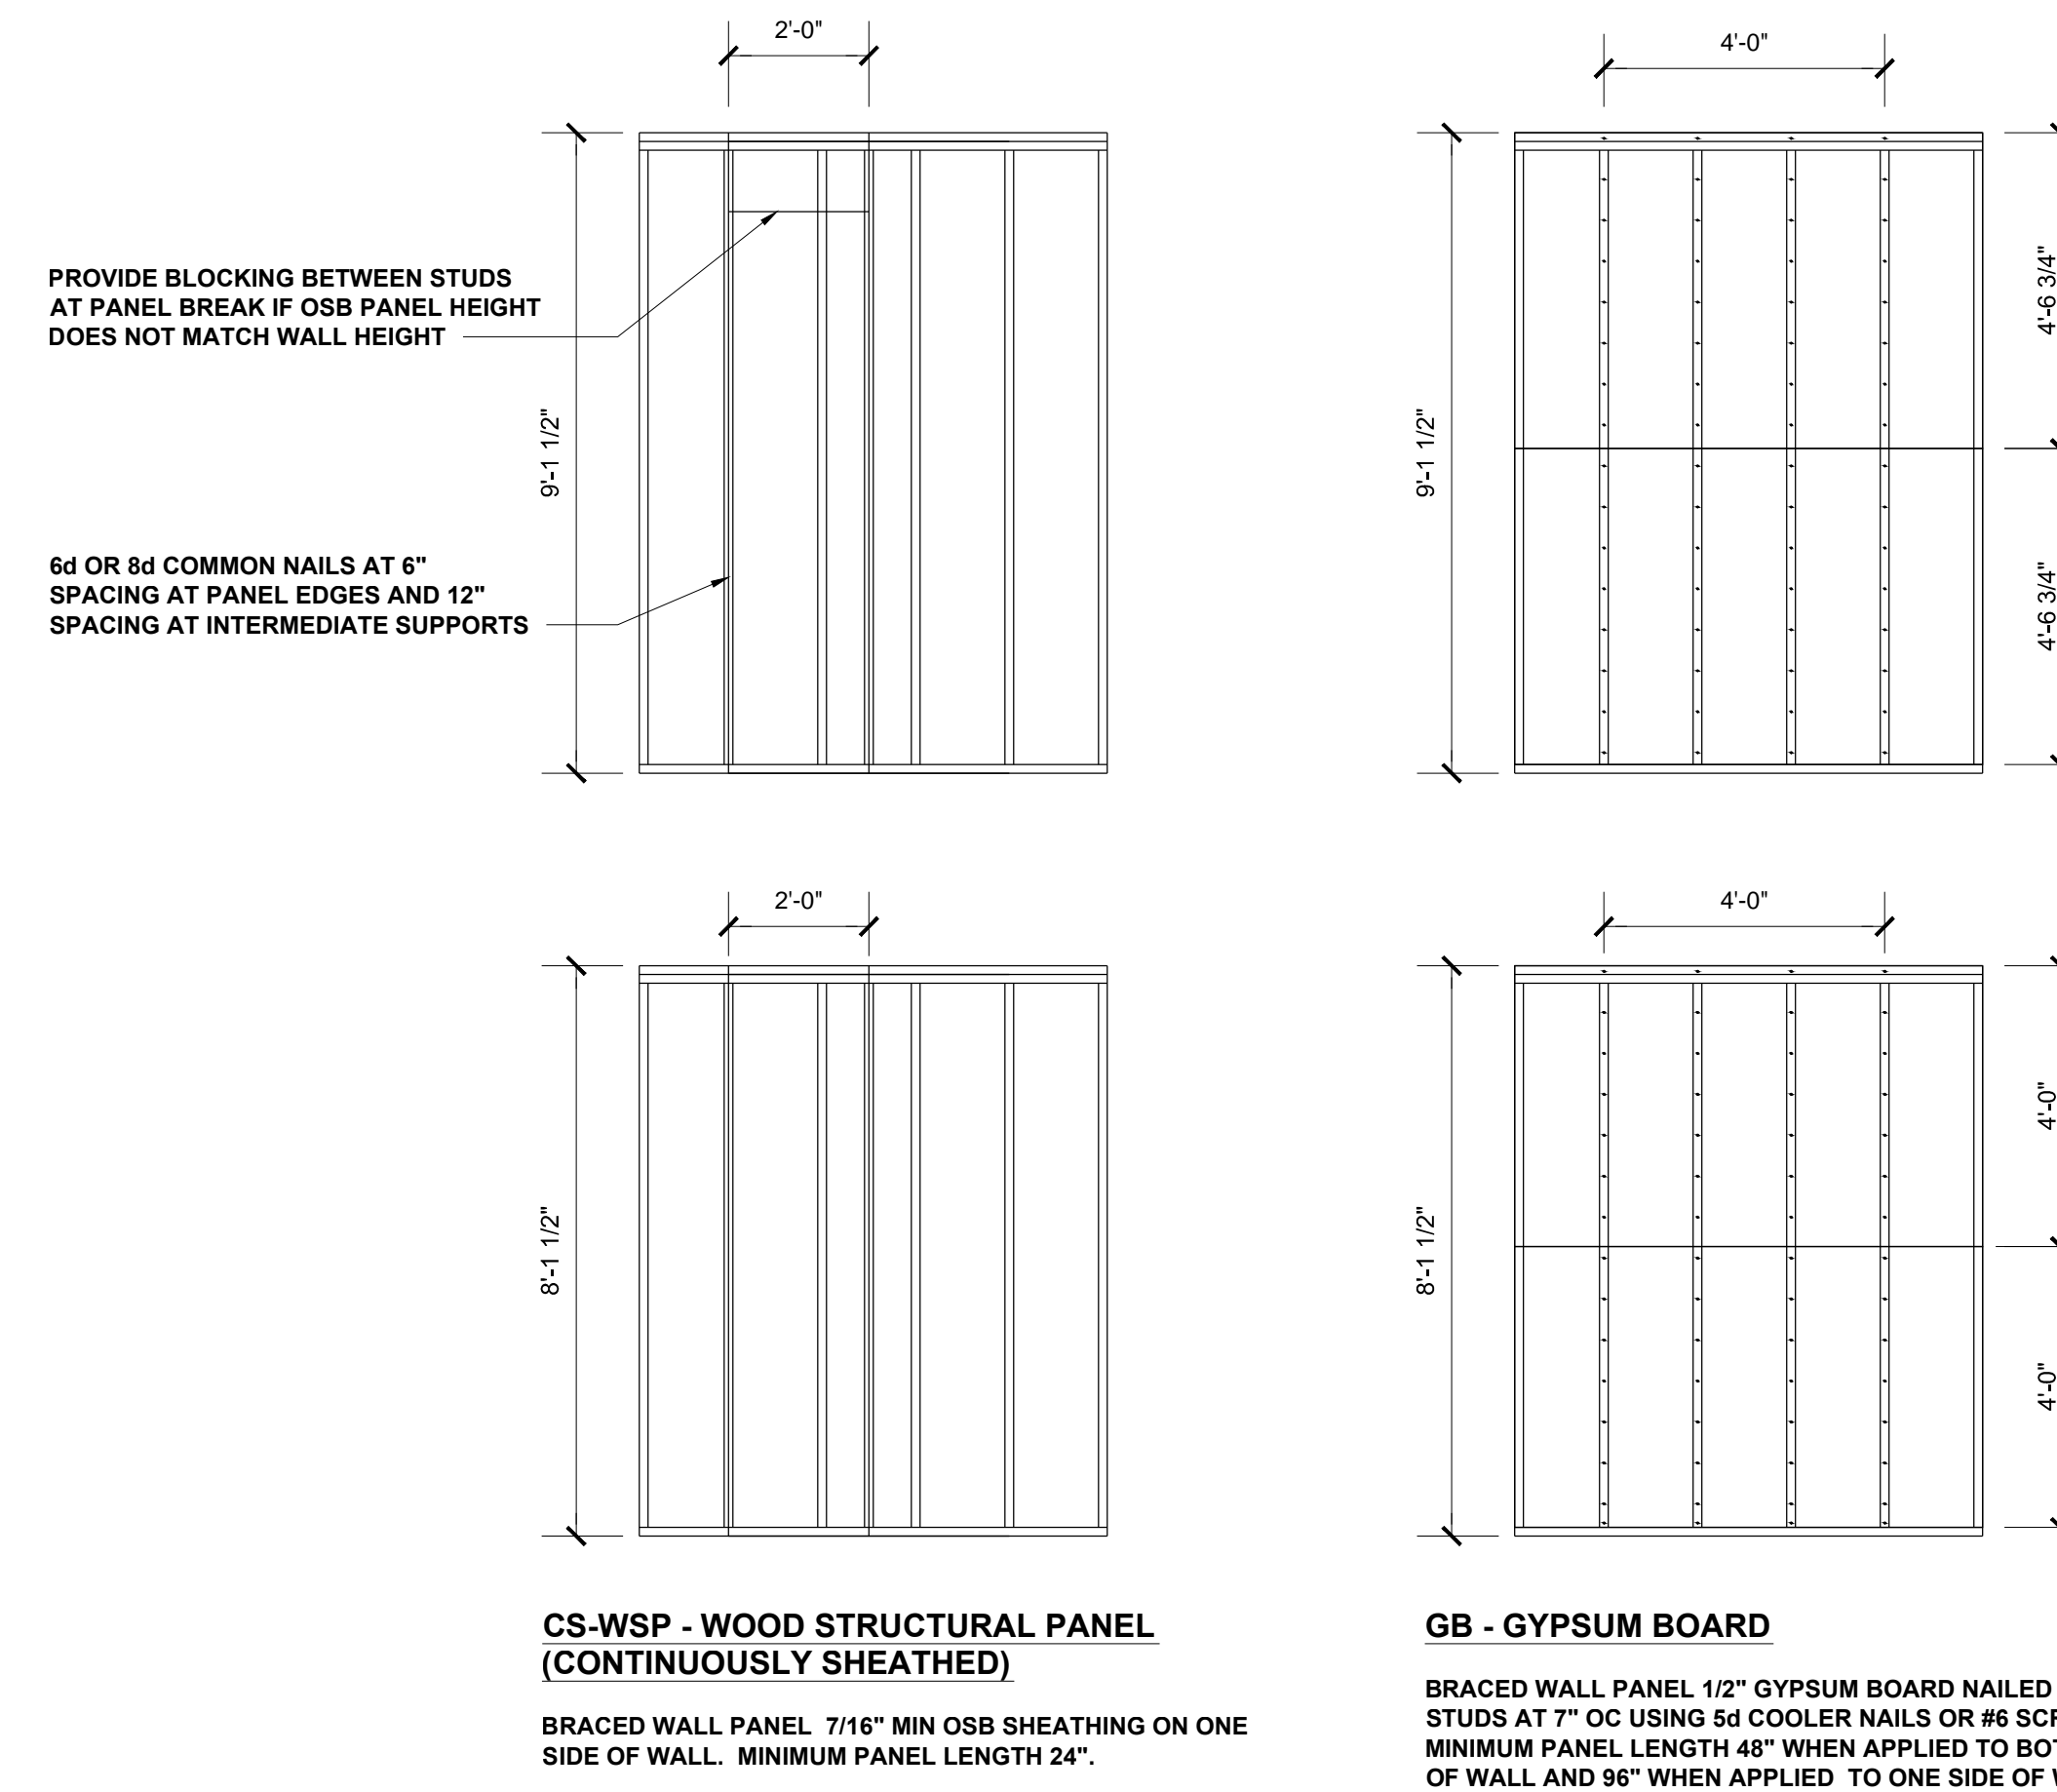 2'-0"
4'-0"
PROVIDE BLOCKING BETWEEN STUDS
AT PANEL BREAK IF OSB PANEL HEIGHT
DOES NOT MATCH WALL HEIGHT
9'-1 1/2"
6d OR 8d COMMON NAILS AT 6"
SPACING AT PANEL EDGES AND 12"
SPACING AT INTERMEDIATE SUPPORTS
9'-1 1/2"
4'-6 3/4"
4'-6 3/4"
2'-0"
4'-0"
8'-1 1/2"
8'-1 1/2"
4'-0"
4'-0"
CS-WSP - WOOD STRUCTURAL PANEL
(CONTINUOUSLY SHEATHED)
BRACED WALL PANEL 7/16" MIN OSB SHEATHING ON ONE
SIDE OF WALL. MINIMUM PANEL LENGTH 24".
GB - GYPSUM BOARD
BRACED WALL PANEL 1/2" GYPSUM BOARD NAILED
STUDS AT 7" OC USING 5d COOLER NAILS OR #6
MINIMUM PANEL LENGTH 48" WHEN APPLIED TO
OF WALL AND 96" WHEN APPLIED TO ONE SIDE OF